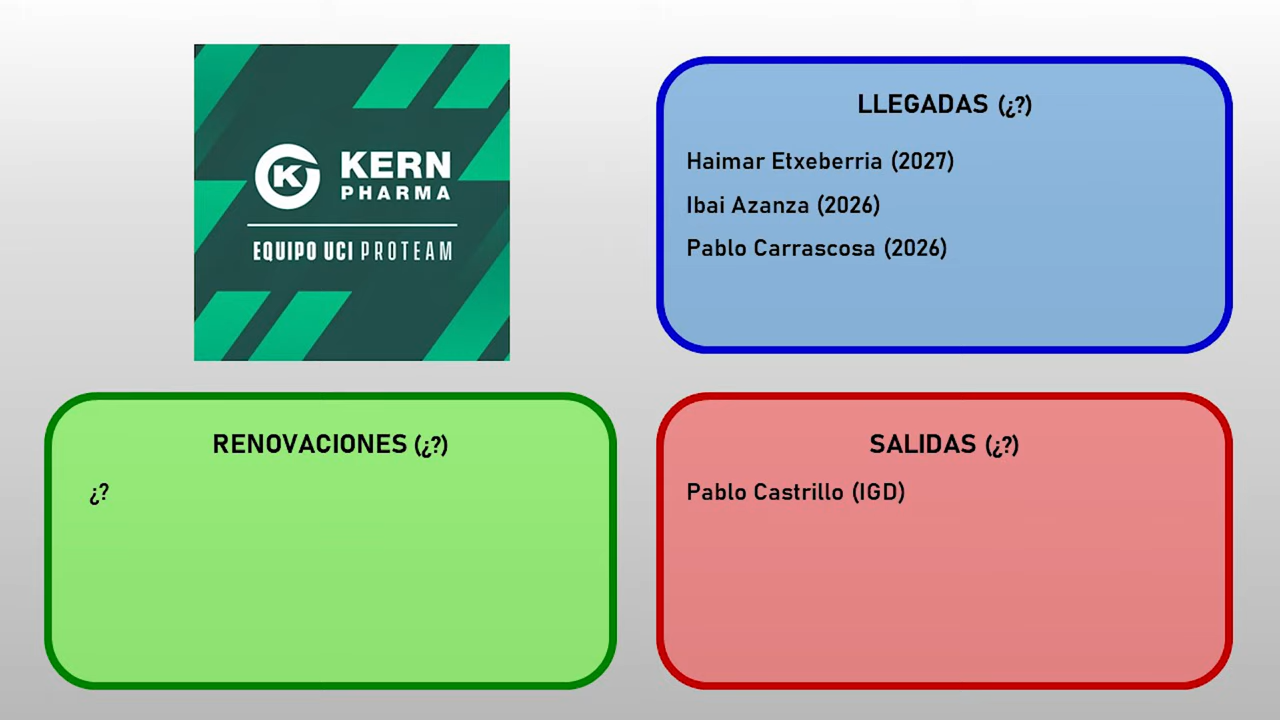 KERN
PHARMA
EQUIPO UCI PROTEAM
LLEGADAS (¿?)
Haimar Etxeberria (2027)
Ibai Azanza (2026)
Pablo Carrascosa (2026)
RENOVACIONES (¿?)
¿?
SALIDAS (¿?)
Pablo Castrillo (IGD)